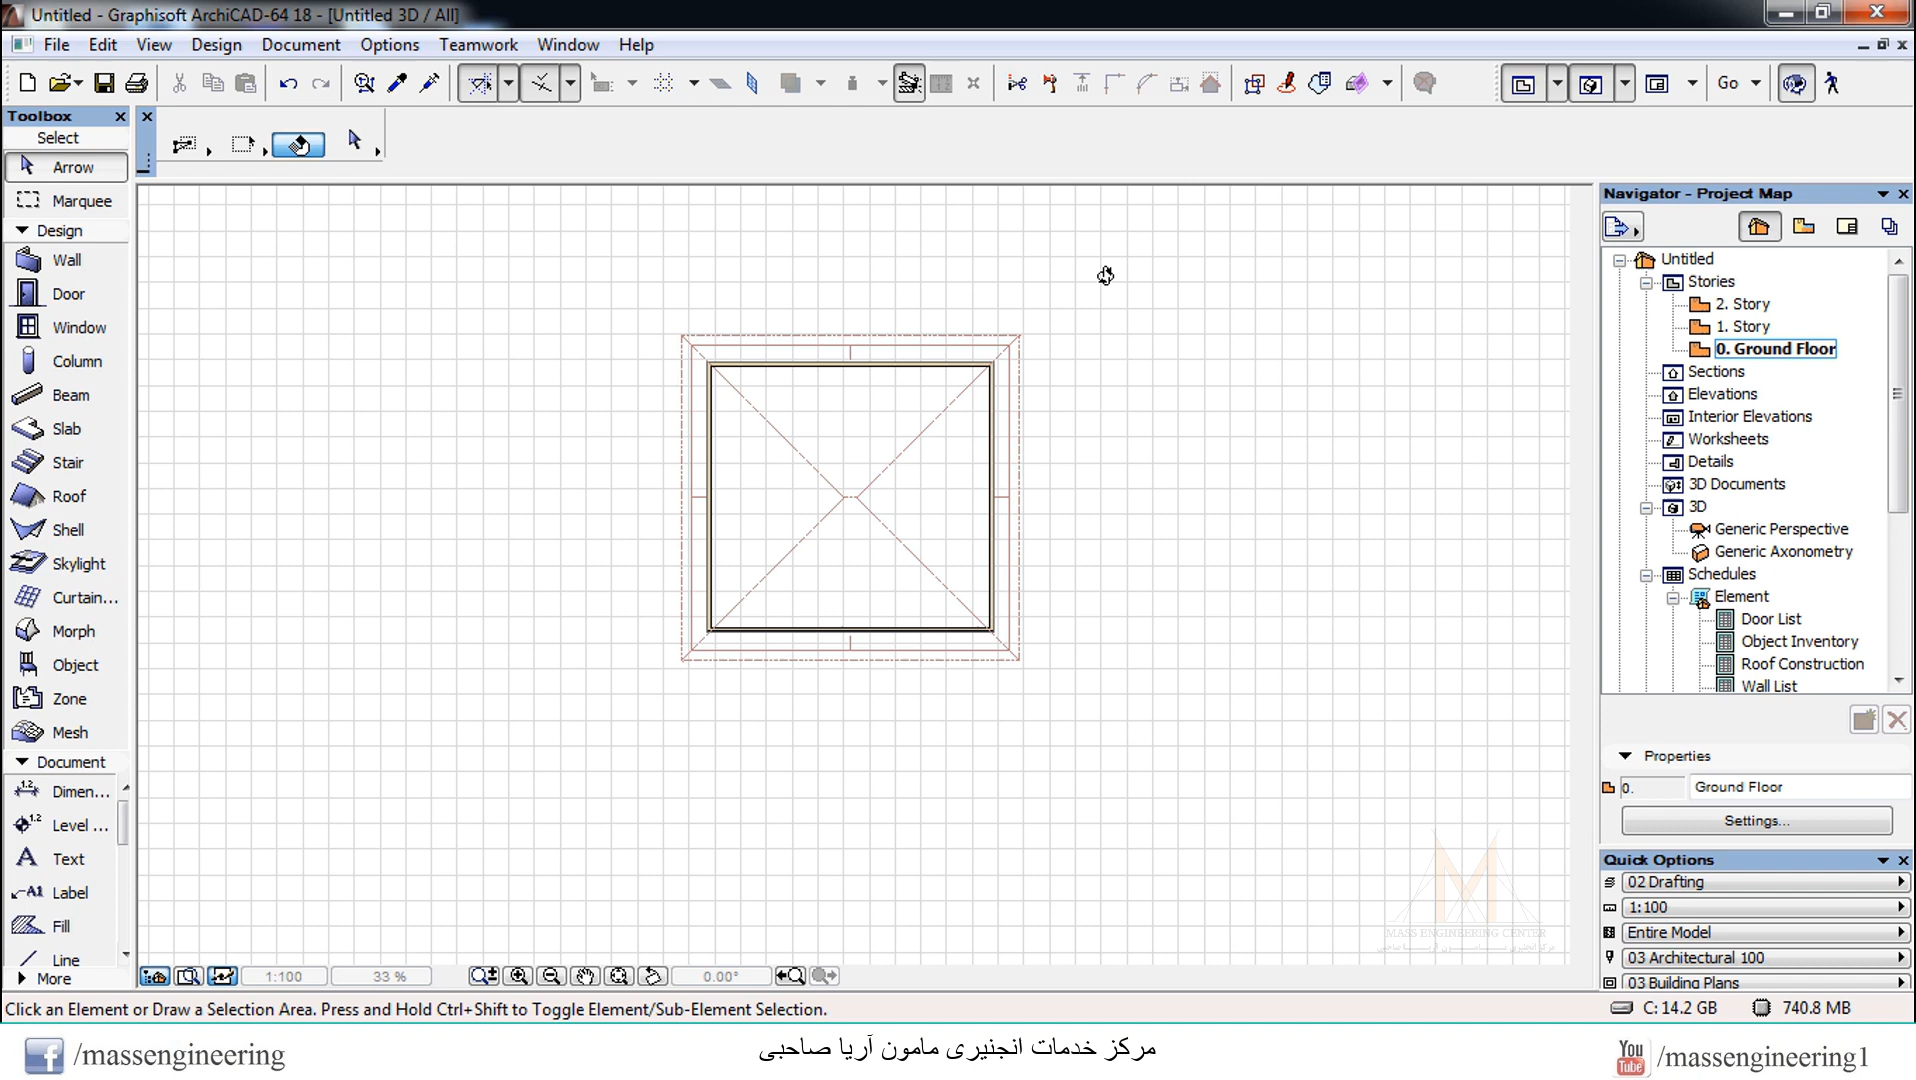 Untitled - Graphisoft ArchiCAD-64 18 - [Untitled 3D / All]
File Edit View Design Document Options Teamwork Window Help
Go
Toolbox
Select
Arrow
Marquee
Design
Wall
Door
Window
Column
Beam
Slab
Stair
Roof
Shell
Skylight
Curtain...
Morph
Object
Zone
Mesh
Document
Dimen...
Level ...
Text
Label
Fill
Line
More
Navigator - Project Map
Untitled
Stories
2. Story
1. Story
0. Ground Floor
Sections
Elevations
Interior Elevations
Worksheets
Details
3D Documents
3D
Generic Perspective
Generic Axonometry
Schedules
Element
Door List
Object Inventory
Roof Construction
Wall List
Properties
0. Ground Floor
Settings...
Quick Options
02 Drafting
1:100
Entire Model
03 Architectural 100
03 Building Plans
MASS ENGINEERING CENTER
1:100 33 % 0.00°
Click an Element or Draw a Selection Area. Press and Hold Ctrl+Shift to Toggle Element/Sub-Element Selection.
C: 14.2 GB 740.8 MB
/massengineering
مرکز خدمات انجنیری مامون آریا صاحبی
You Tube /massengineering1